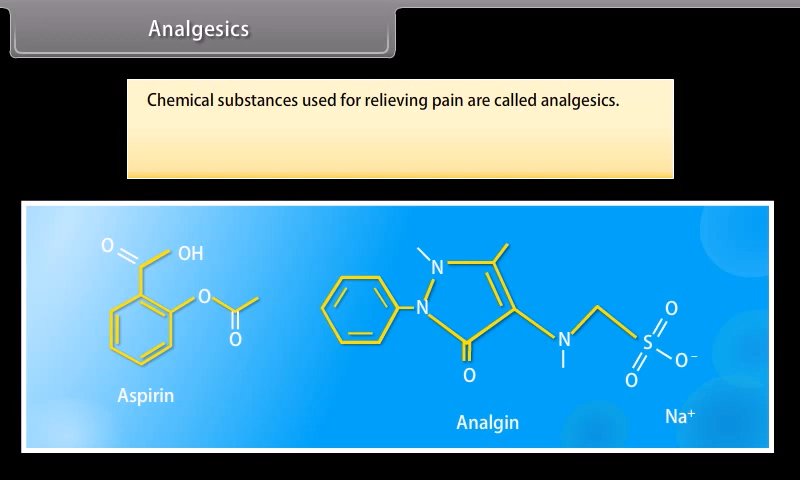 Analgesics
Chemical substances used for relieving pain are called analgesics.
O
OH
O
O
Aspirin
N
N
O
N
S
O
O
O⁻
Na⁺
Analgin